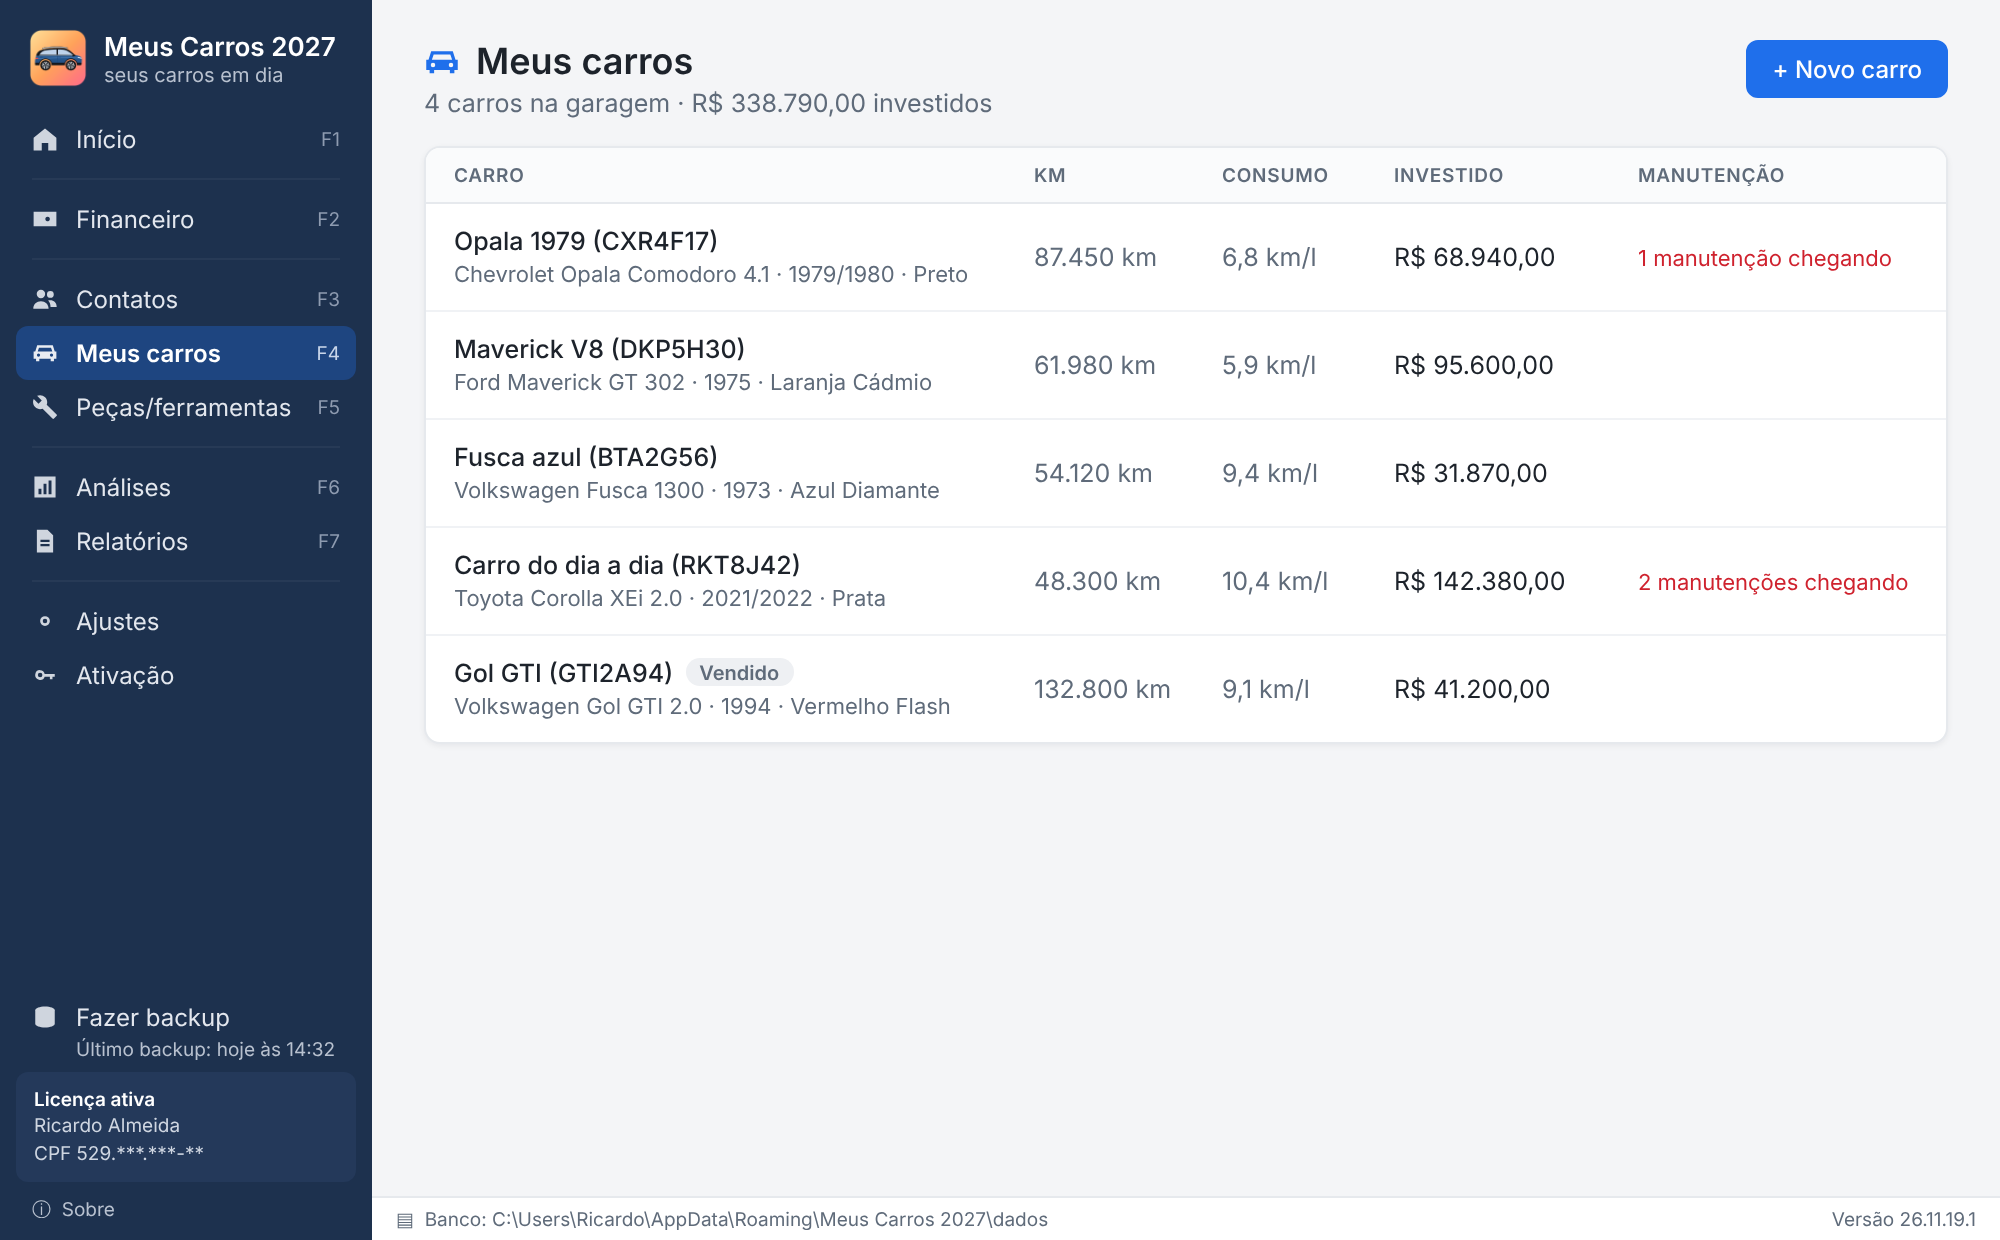 Meus Carros 2027
seus carros em dia
Início F1
Financeiro F2
Contatos F3
Meus carros F4
Peças/ferramentas F5
Análises F6
Relatórios F7
Ajustes
Ativação
Fazer backup
Último backup: hoje às 14:32
Licença ativa
Ricardo Almeida
CPF 529.***.***-**
Sobre
Meus carros
4 carros na garagem · R$ 338.790,00 investidos
+ Novo carro
CARRO KM CONSUMO INVESTIDO MANUTENÇÃO
Opala 1979 (CXR4F17)
Chevrolet Opala Comodoro 4.1 · 1979/1980 · Preto
87.450 km 6,8 km/l R$ 68.940,00 1 manutenção chegando
Maverick V8 (DKP5H30)
Ford Maverick GT 302 · 1975 · Laranja Cádmio
61.980 km 5,9 km/l R$ 95.600,00
Fusca azul (BTA2G56)
Volkswagen Fusca 1300 · 1973 · Azul Diamante
54.120 km 9,4 km/l R$ 31.870,00
Carro do dia a dia (RKT8J42)
Toyota Corolla XEi 2.0 · 2021/2022 · Prata
48.300 km 10,4 km/l R$ 142.380,00 2 manutenções chegando
Gol GTI (GTI2A94) Vendido
Volkswagen Gol GTI 2.0 · 1994 · Vermelho Flash
132.800 km 9,1 km/l R$ 41.200,00
Banco: C:\Users\Ricardo\AppData\Roaming\Meus Carros 2027\dados
Versão 26.11.19.1